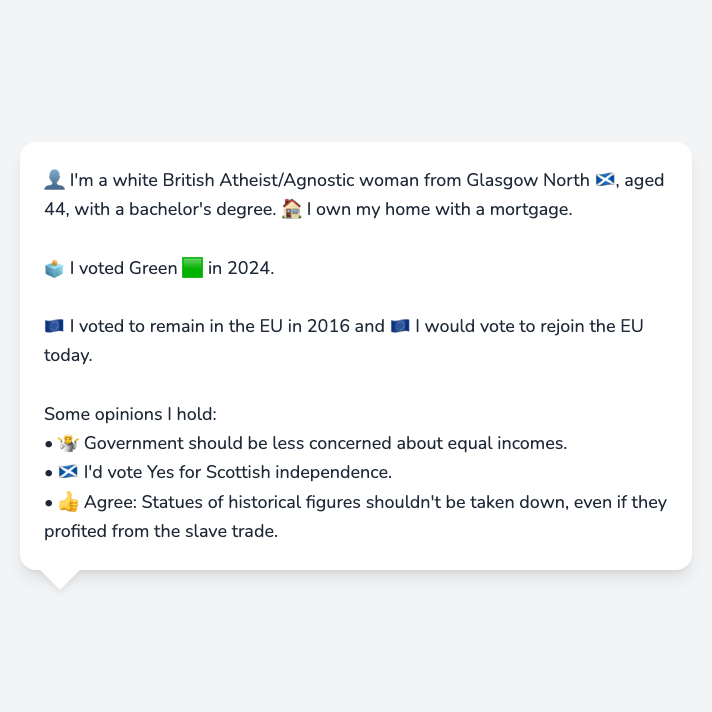 👤 I'm a white British Atheist/Agnostic woman from Glasgow North 🏴󠁧󠁢󠁳󠁣󠁴󠁿, aged
44, with a bachelor's degree. 🏠 I own my home with a mortgage.
🗳️ I voted Green 🟩 in 2024.
🇪🇺 I voted to remain in the EU in 2016 and 🇪🇺 I would vote to rejoin the EU
today.
Some opinions I hold:
• 🤷 Government should be less concerned about equal incomes.
• 🏴󠁧󠁢󠁳󠁣󠁴󠁿 I'd vote Yes for Scottish independence.
• 👍 Agree: Statues of historical figures shouldn't be taken down, even if they
profited from the slave trade.